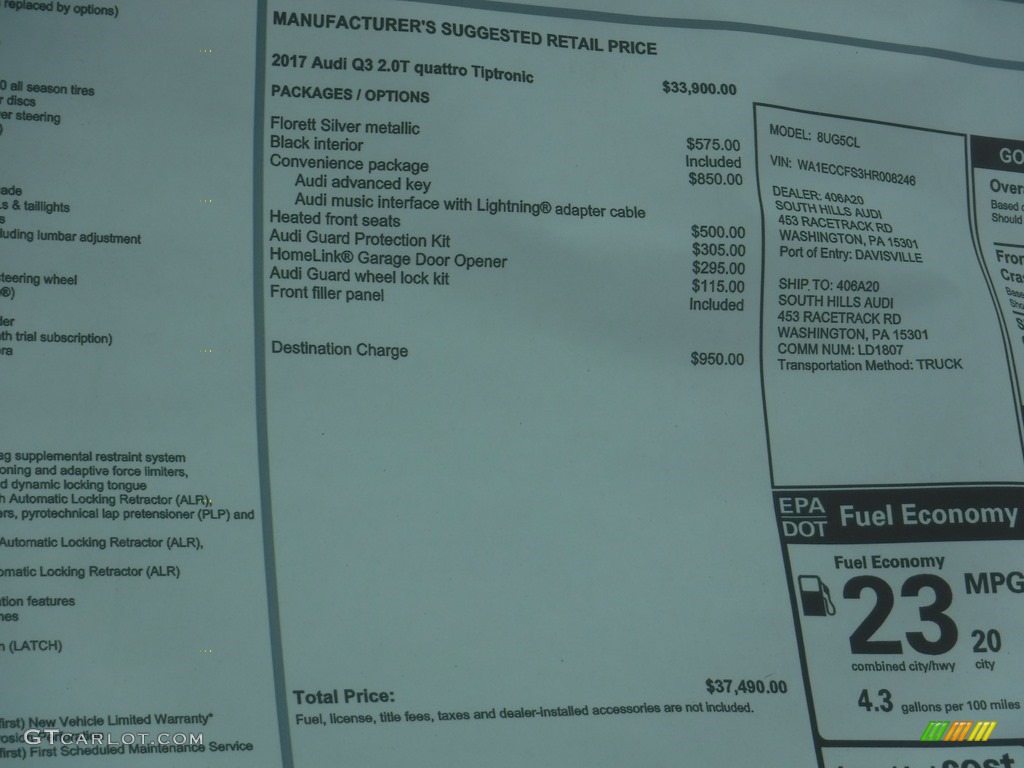 replaced by options)
0 all season tires
r discs
er steering
)
ade
s & taillights
s
luding lumbar adjustment
teering wheel
®)
der
th trial subscription)
ra
ag supplemental restraint system
oning and adaptive force limiters,
d dynamic locking tongue
h Automatic Locking Retractor (ALR),
ers, pyrotechnical lap pretensioner (PLP) and
Automatic Locking Retractor (ALR),
omatic Locking Retractor (ALR)
tion features
nes
n (LATCH)
first) New Vehicle Limited Warranty*
first) First Scheduled Maintenance Service
MANUFACTURER'S SUGGESTED RETAIL PRICE
2017 Audi Q3 2.0T quattro Tiptronic $33,900.00
PACKAGES / OPTIONS
Florett Silver metallic $575.00
Black interior Included
Convenience package $850.00
Audi advanced key
Audi music interface with Lightning® adapter cable
Heated front seats $500.00
Audi Guard Protection Kit $305.00
HomeLink® Garage Door Opener $295.00
Audi Guard wheel lock kit $115.00
Front filler panel Included
Destination Charge $950.00
Total Price: $37,490.00
Fuel, license, title fees, taxes and dealer-installed accessories are not included.
MODEL: 8UG5CL
VIN: WA1ECCFS3HR008246
DEALER: 406A20
SOUTH HILLS AUDI
453 RACETRACK RD
WASHINGTON, PA 15301
Port of Entry: DAVISVILLE
SHIP TO: 406A20
SOUTH HILLS AUDI
453 RACETRACK RD
WASHINGTON, PA 15301
COMM NUM: LD1807
Transportation Method: TRUCK
GO
Over
Based
Should
Fron
Cra
EPA
DOT
Fuel Economy
Fuel Economy
23 MPG
20
combined city/hwy city
4.3 gallons per 100 miles
cost
GTCARLOT.COM